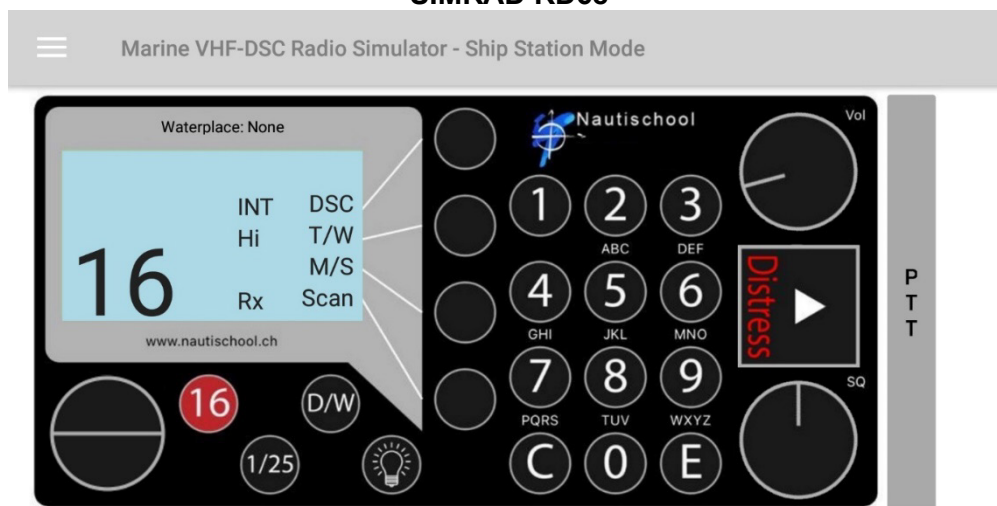 Marine VHF-DSC Radio Simulator - Ship Station Mode
Waterplace: None
INT DSC
Hi T/W
16 M/S
Rx Scan
www.nautischool.ch
16 D/W
1/25
Nautischool
1 2 3
ABC DEF
4 5 6
GHI JKL MNO
7 8 9
PQRS TUV WXYZ
C 0 E
Vol
Distress
SQ
P
T
T